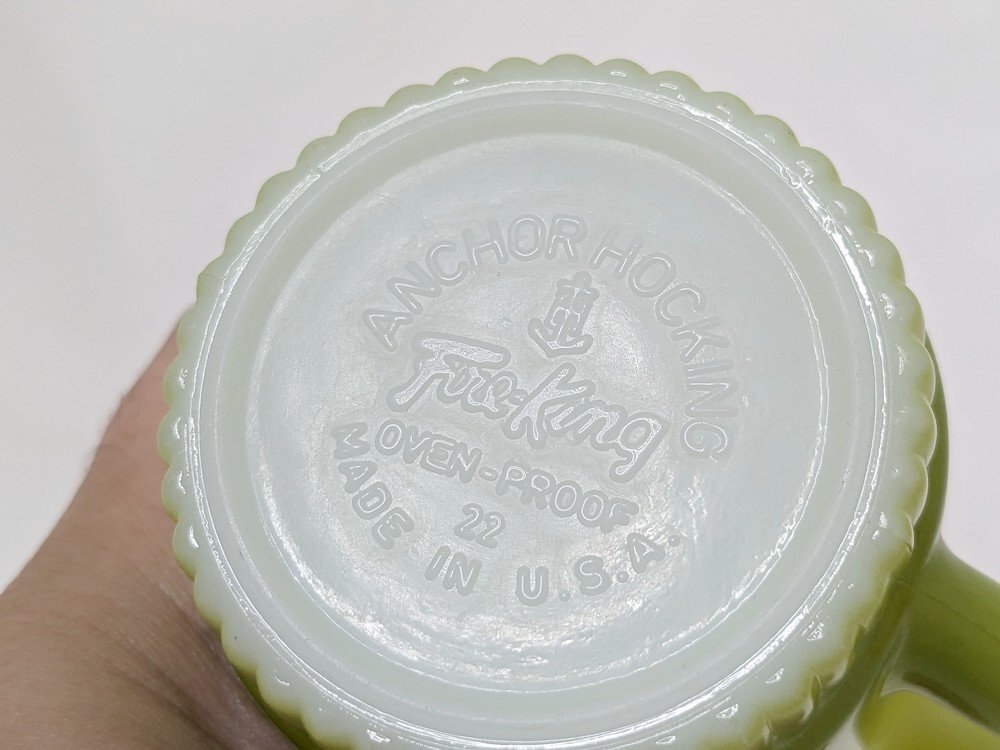 ANCHOR HOCKING
Fire-King
OVEN-PROOF
22
MADE IN U.S.A.